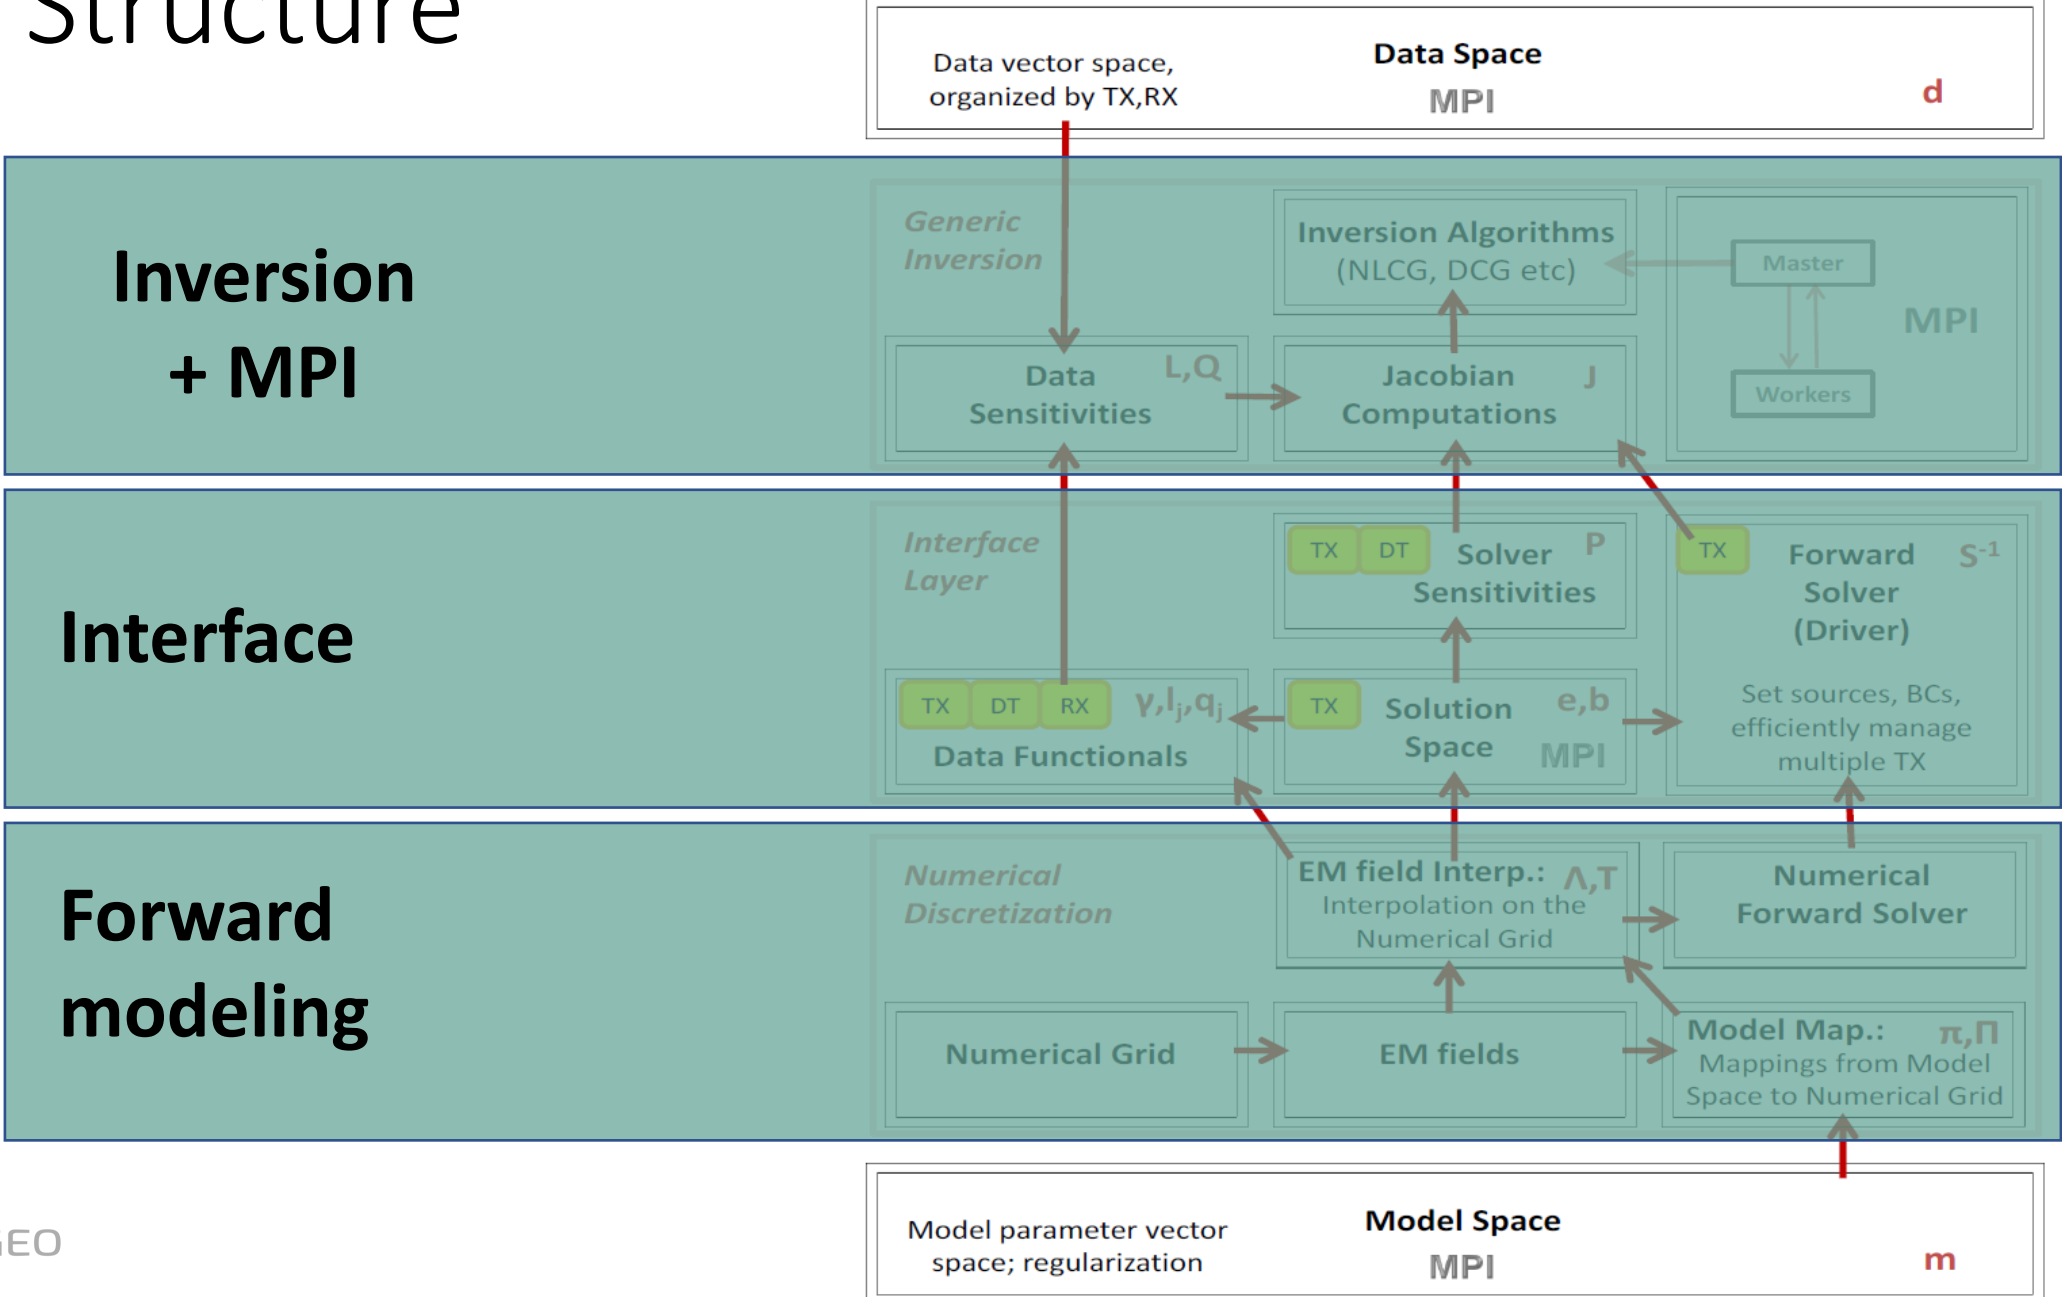 Structure
Data vector space,
organized by TX,RX
Data Space
MPI
d
Inversion
+ MPI
Generic
Inversion
Inversion Algorithms
(NLCG, DCG etc)
Master
MPI
Workers
Data
Sensitivities
L,Q
Jacobian
Computations
J
Interface
Interface
Layer
TX DT Solver P
Sensitivities
TX Forward S⁻¹
Solver
(Driver)
Set sources, BCs,
efficiently manage
multiple TX
TX DT RX γ,lⱼ,qⱼ
Data Functionals
TX Solution e,b
Space MPI
Forward
modeling
Numerical
Discretization
EM field Interp.: Λ,T
Interpolation on the
Numerical Grid
Numerical
Forward Solver
Numerical Grid
EM fields
Model Map.: π,Π
Mappings from Model
Space to Numerical Grid
Model parameter vector
space; regularization
Model Space
MPI
m
GEO